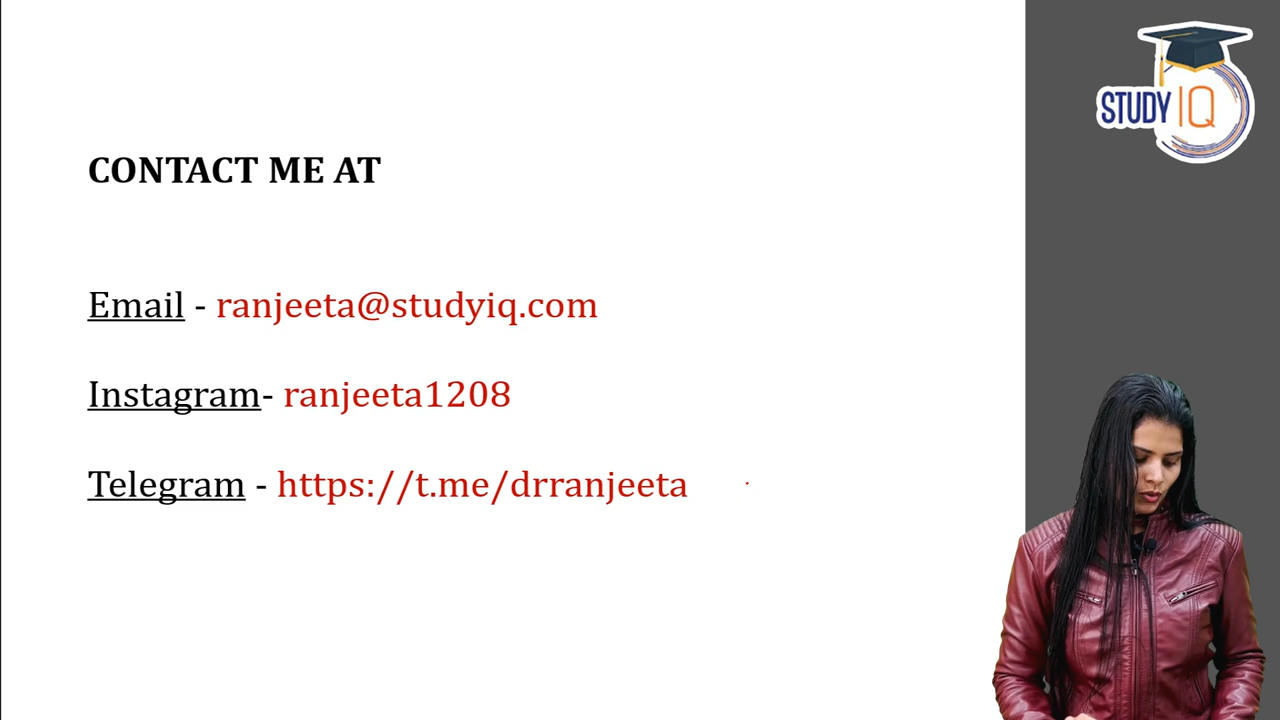 STUDY IQ
CONTACT ME AT
Email - ranjeeta@studyiq.com
Instagram- ranjeeta1208
Telegram - https://t.me/drranjeeta